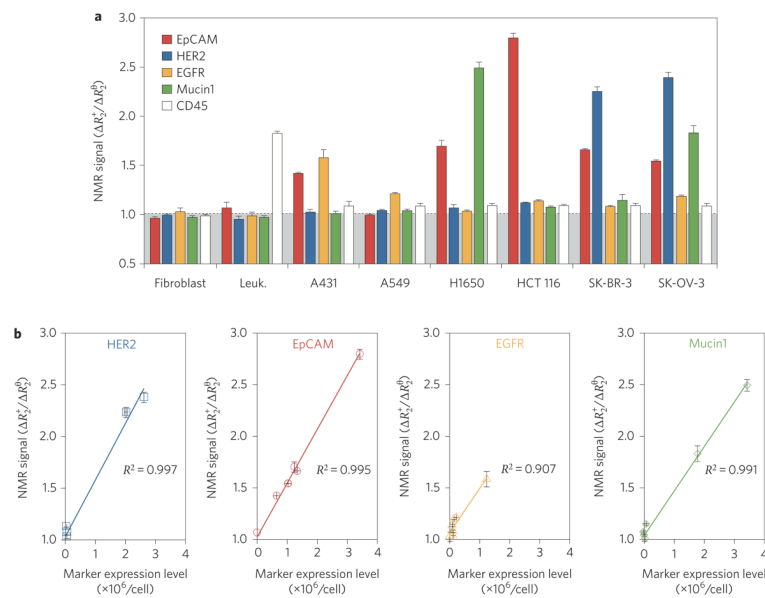 a
3.0
EpCAM
HER2
2.5
EGFR
Mucin1
CD45
2.0
1.5
1.0
0.5
NMR signal (ΔR₂⁺/ΔR₂^θ)
Fibroblast Leuk. A431 A549 H1650 HCT 116 SK-BR-3 SK-OV-3
b
HER2
3.0
2.5
2.0
1.5
1.0
NMR signal (ΔR₂⁺/ΔR₂^θ)
R² = 0.997
0 1 2 3 4
Marker expression level
(×10⁶/cell)
EpCAM
3.0
2.5
2.0
1.5
1.0
NMR signal (ΔR₂⁺/ΔR₂^θ)
R² = 0.995
0 1 2 3 4
Marker expression level
(×10⁶/cell)
EGFR
3.0
2.5
2.0
1.5
1.0
NMR signal (ΔR₂⁺/ΔR₂^θ)
R² = 0.907
0 1 2 3 4
Marker expression level
(×10⁶/cell)
Mucin1
3.0
2.5
2.0
1.5
1.0
NMR signal (ΔR₂⁺/ΔR₂^θ)
R² = 0.991
0 1 2 3 4
Marker expression level
(×10⁶/cell)